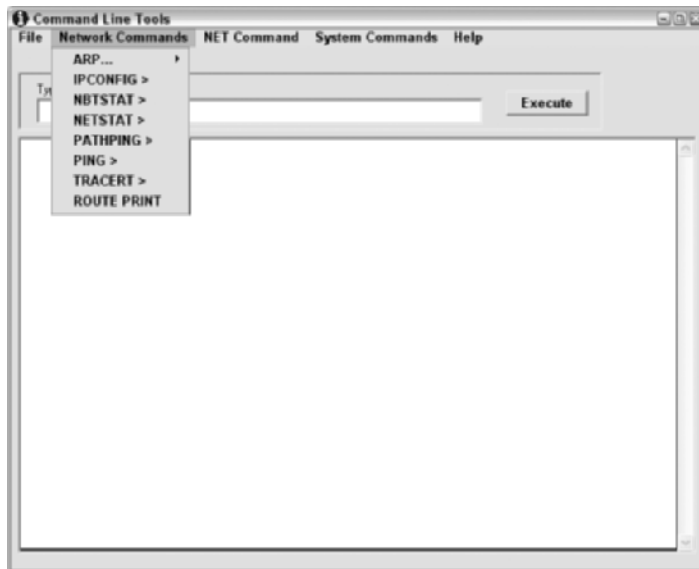 Command Line Tools
File Network Commands NET Command System Commands Help
ARP...
IPCONFIG >
NBTSTAT >
NETSTAT >
PATHPING >
PING >
TRACERT >
ROUTE PRINT
Execute